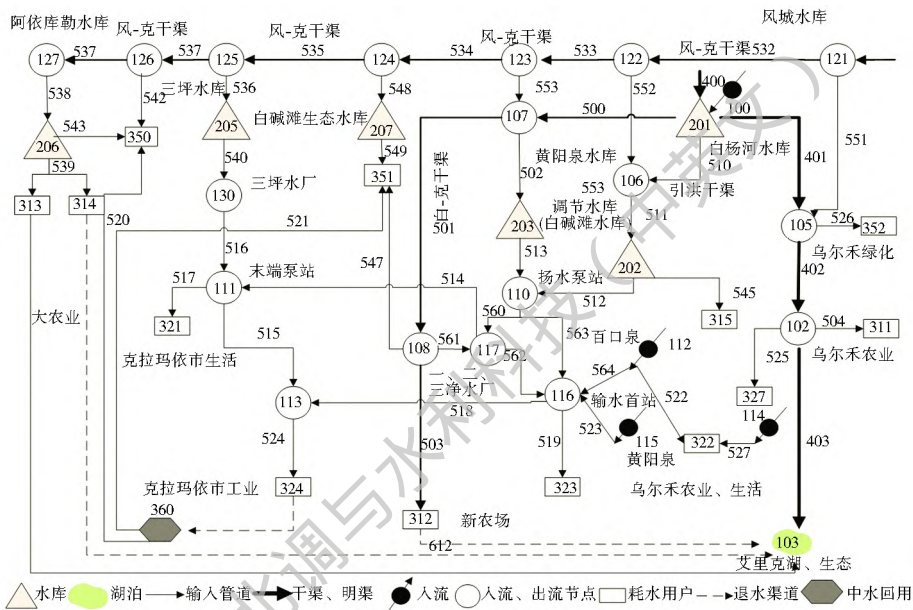 阿依库勒水库 风-克干渠 风-克干渠 风-克干渠 风城水库
537 537 535 534 533 风-克干渠 532
127 126 125 124 123 122 121
538 542 三坪水库 536 548 553 552 400 100 551
543 350 205 白碱滩生态水库 207 107 500 201 401
206 539 540 549 351 黄阳泉水库 白杨河水库
313 314 130 三坪水厂 502 106 510 引洪干渠
520 521 白-克干渠 501 553 调节水库 511 105 526 352
516 547 203 (白碱滩水库) 乌尔禾绿化
517 111 末端泵站 514 513 202 402
大农业 321 515 110 扬水泵站 512 545 315
克拉玛依市生活 560 563 百口泉 112 102 504 311
108 561 117 562 564 525 乌尔禾农业
一、二、
三净水厂
113 518 116 输水首站 522 327 114
524 503 519 523 115 322 527 403
黄阳泉
324 323 乌尔禾农业、生活
克拉玛依市工业
360 312 新农场
612 103
艾里克湖、生态
水库 湖泊 输入管道 干渠、明渠 入流 入流、出流节点 耗水用户 退水渠道 中水回用
调与水利科技(中英文)